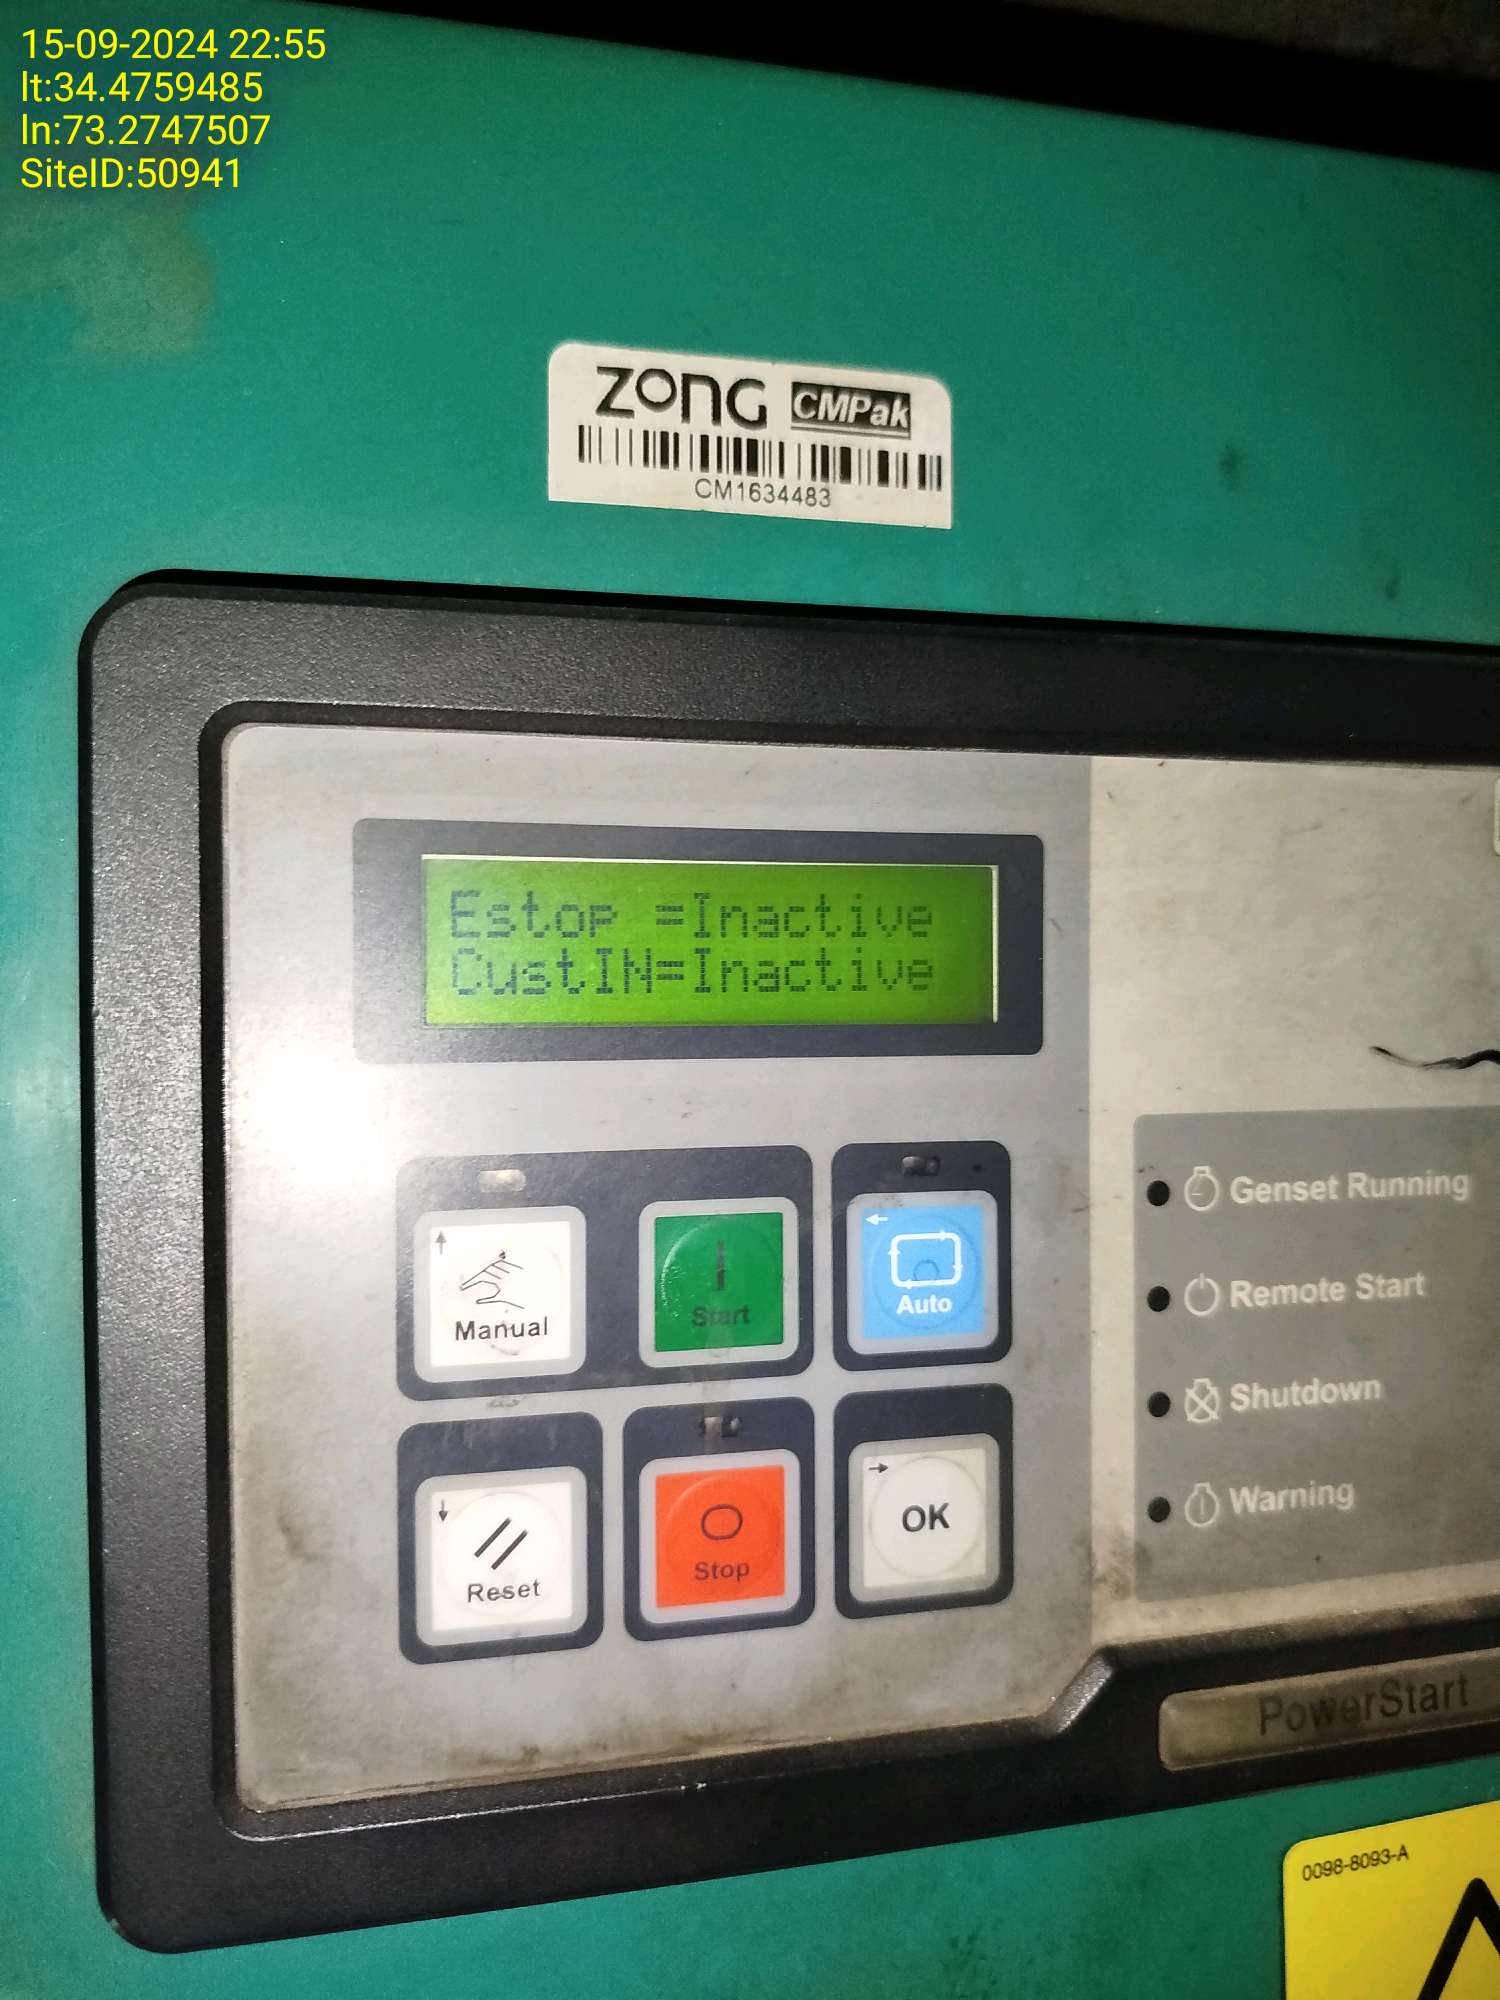 15-09-2024 22:55
lt:34.4759485
ln:73.2747507
SiteID:50941
ZONG CMPak
CM1634483
Estop =Inactive
CustIN=Inactive
Manual
Start
Auto
Reset
Stop
OK
Genset Running
Remote Start
Shutdown
Warning
PowerStart
0098-8093-A